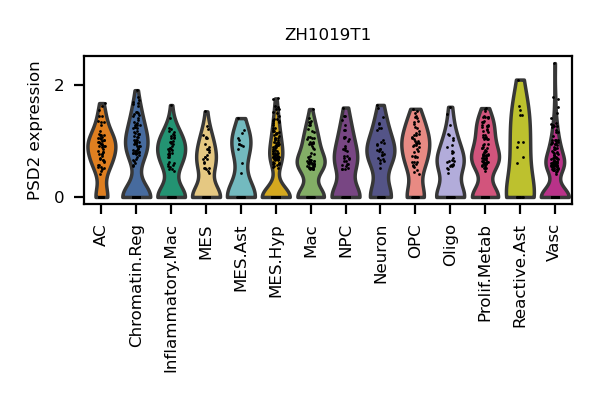 ZH1019T1
PSD2 expression
2
0
AC
Chromatin.Reg
Inflammatory.Mac
MES
MES.Ast
MES.Hyp
Mac
NPC
Neuron
OPC
Oligo
Prolif.Metab
Reactive.Ast
Vasc